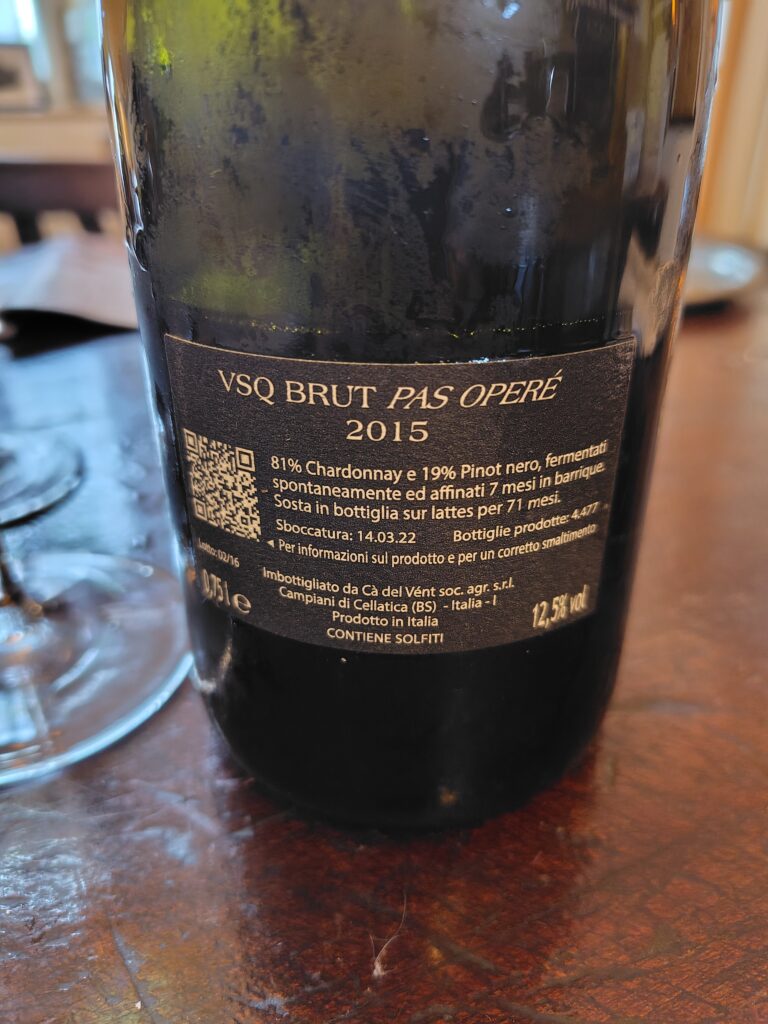 VSQ BRUT PAS OPERÉ
2015
81% Chardonnay e 19% Pinot nero, fermentati
spontaneamente ed affinati 7 mesi in barrique.
Sosta in bottiglia sur lattes per 71 mesi.
Sboccatura: 14.03.22 Bottiglie prodotte: 4.477
◂ Per informazioni sul prodotto e per un corretto smaltimento
Lotto: 02/16
0,75 l e
Imbottigliato da Cà del Vént soc. agr. s.r.l.
Campiani di Cellatica (BS) - Italia - I
Prodotto in Italia
CONTIENE SOLFITI
12,5% vol